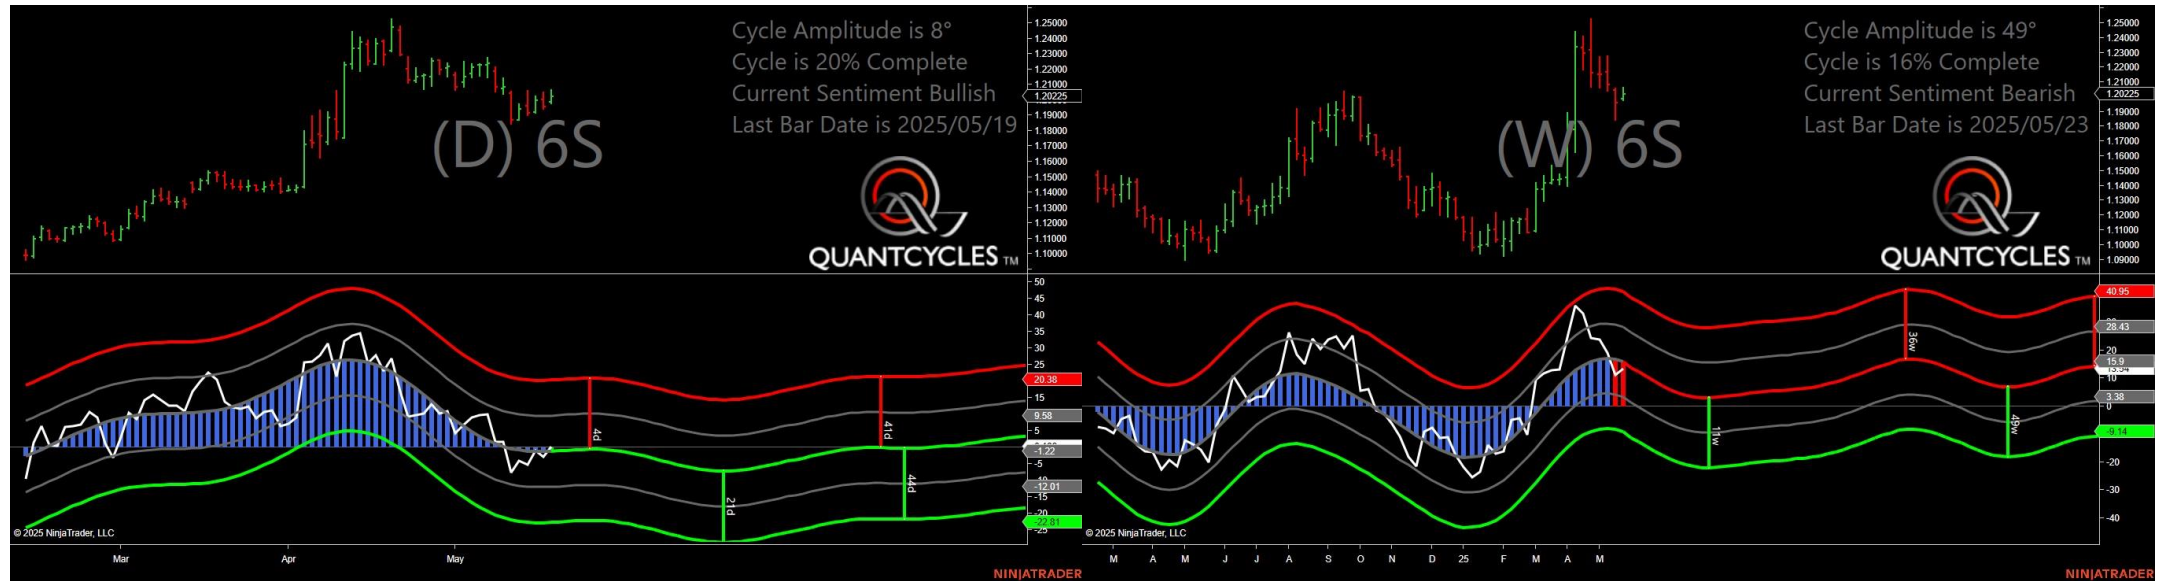 Cycle Amplitude is 8°
Cycle is 20% Complete
Current Sentiment Bullish
Last Bar Date is 2025/05/19
(D) 6S
QUANTCYCLES TM
1.25000
1.24000
1.23000
1.22000
1.21000
1.20225
1.19000
1.18000
1.17000
1.16000
1.15000
1.14000
1.13000
1.12000
1.11000
1.10000
50
45
40
35
30
25
20.38
15
9.58
5
-1.22
-5
-12.01
-15
-22.81
-25
4d
21d
41d
44d
© 2025 NinjaTrader, LLC
Mar Apr May
NINJATRADER
Cycle Amplitude is 49°
Cycle is 16% Complete
Current Sentiment Bearish
Last Bar Date is 2025/05/23
(W) 6S
QUANTCYCLES TM
1.25000
1.24000
1.23000
1.22000
1.21000
1.20225
1.19000
1.18000
1.17000
1.16000
1.15000
1.14000
1.13000
1.12000
1.11000
1.10000
1.09000
40.95
28.43
20
15.9
10
3.38
0
-9.14
-20
-30
-40
11w
36w
49w
© 2025 NinjaTrader, LLC
M A M J J A S O N D 25 F M A M
NINJATRADER